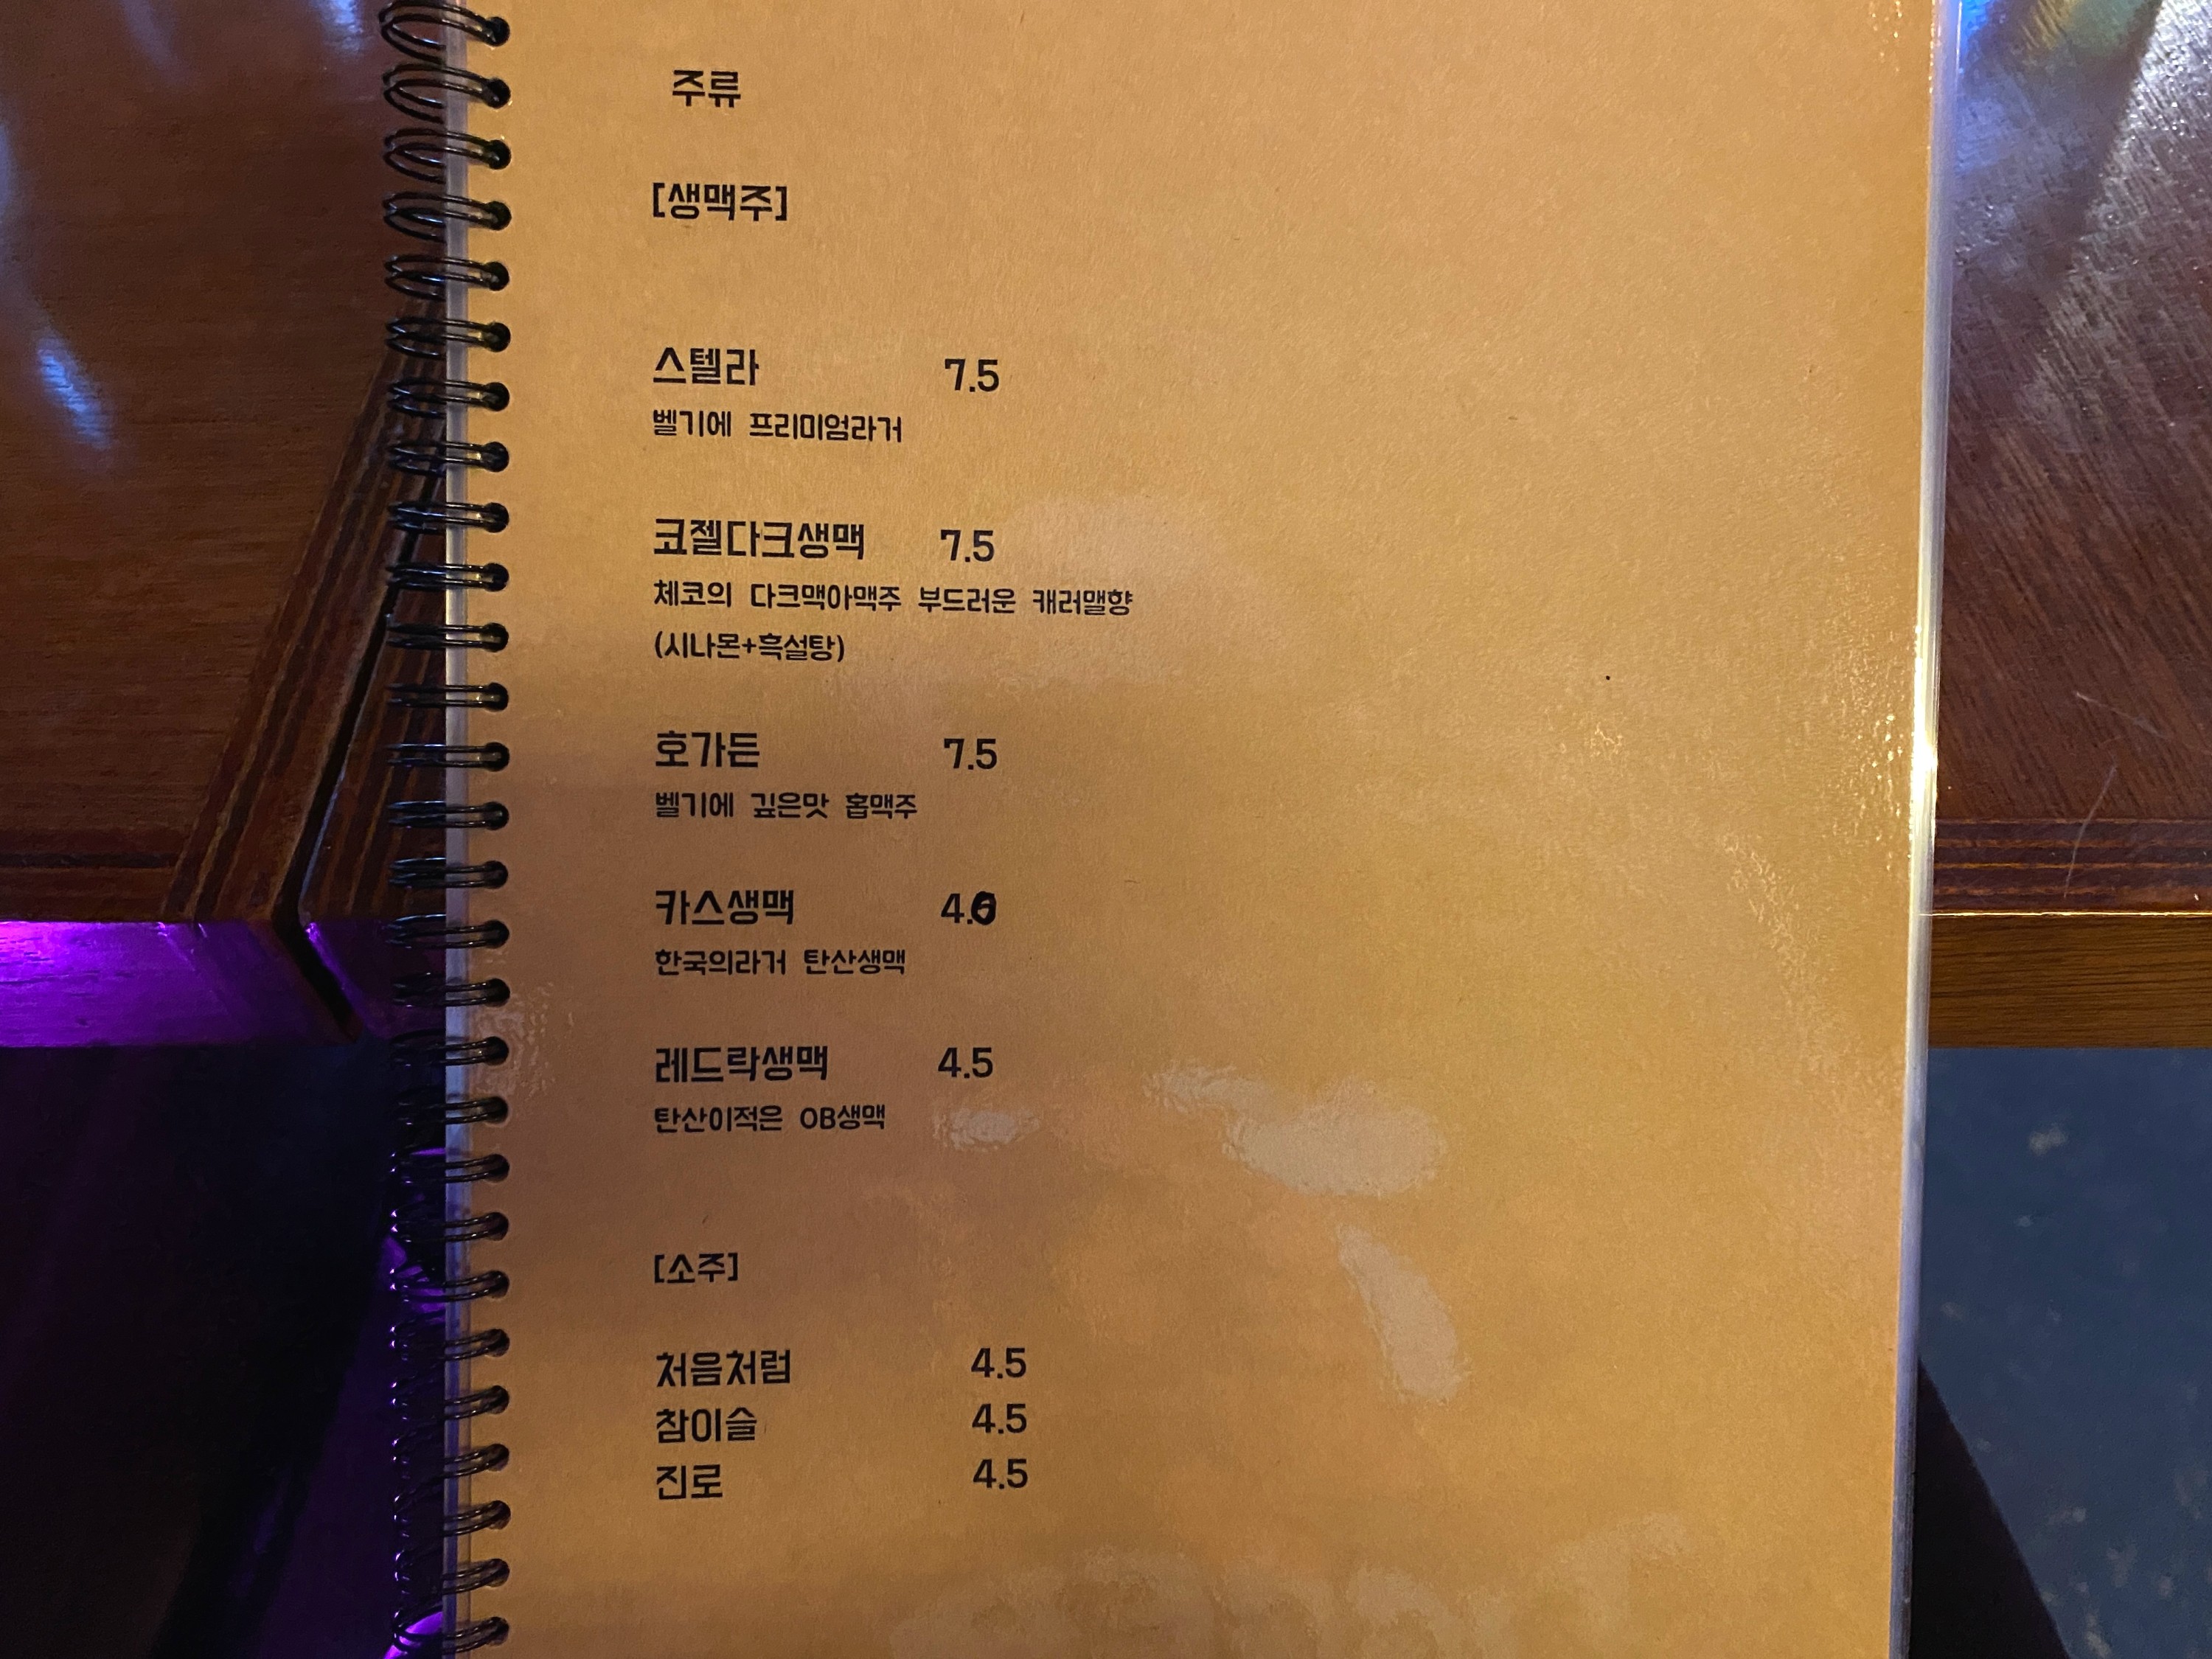 주류
[생맥주]
스텔라 7.5
벨기에 프리미엄라거
코젤다크생맥 7.5
체코의 다크맥아맥주 부드러운 캐러맬향
(시나몬+흑설탕)
호가든 7.5
벨기에 깊은맛 홉맥주
카스생맥 4.0
한국의라거 탄산생맥
레드락생맥 4.5
탄산이적은 OB생맥
[소주]
처음처럼 4.5
참이슬 4.5
진로 4.5